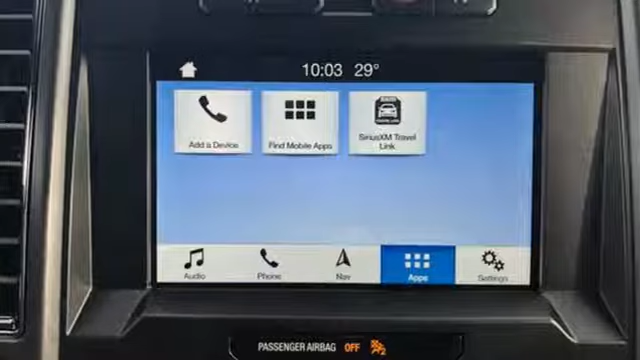 10:03 29°
Add a Device
Find Mobile Apps
SiriusXM Travel
Link
Audio
Phone
Nav
Apps
Settings
PASSENGER AIRBAG OFF